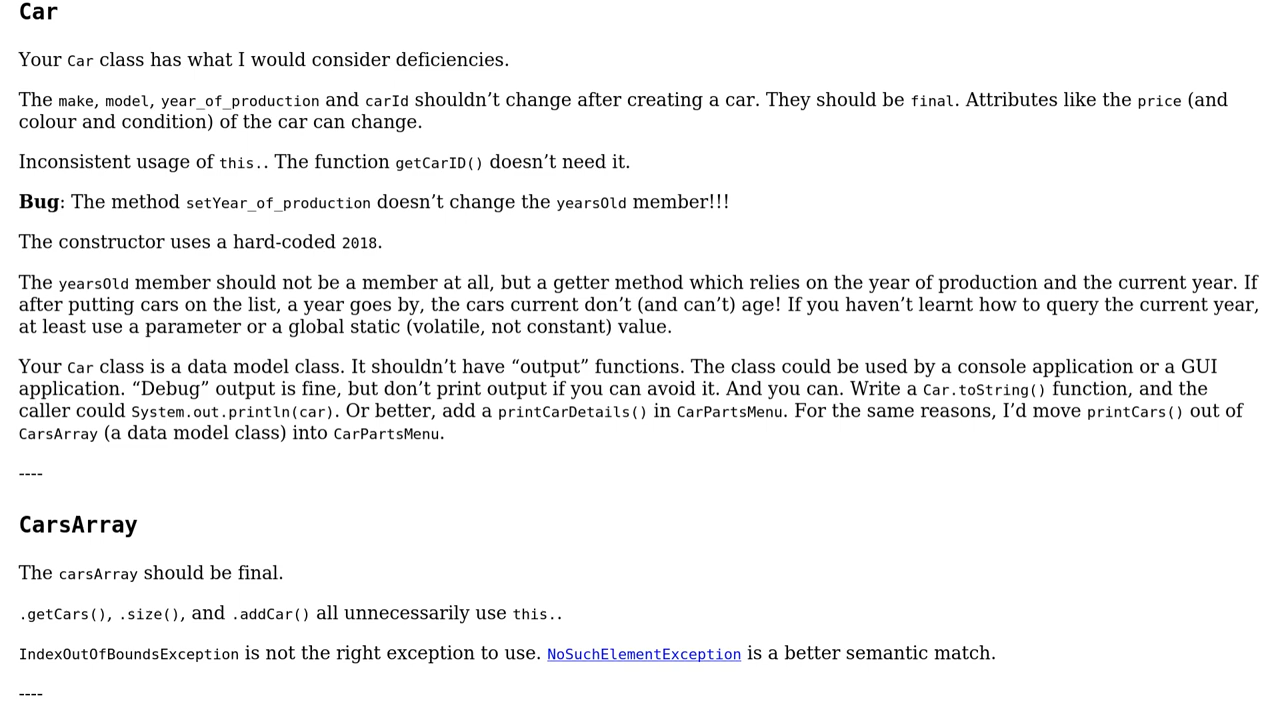 Car
Your Car class has what I would consider deficiencies.
The make, model, year_of_production and carId shouldn’t change after creating a car. They should be final. Attributes like the price (and
colour and condition) of the car can change.
Inconsistent usage of this.. The function getCarID() doesn’t need it.
Bug: The method setYear_of_production doesn’t change the yearsOld member!!!
The constructor uses a hard-coded 2018.
The yearsOld member should not be a member at all, but a getter method which relies on the year of production and the current year. If
after putting cars on the list, a year goes by, the cars current don’t (and can’t) age! If you haven’t learnt how to query the current year,
at least use a parameter or a global static (volatile, not constant) value.
Your Car class is a data model class. It shouldn’t have “output” functions. The class could be used by a console application or a GUI
application. “Debug” output is fine, but don’t print output if you can avoid it. And you can. Write a Car.toString() function, and the
caller could System.out.println(car). Or better, add a printCarDetails() in CarPartsMenu. For the same reasons, I’d move printCars() out of
CarsArray (a data model class) into CarPartsMenu.
----
CarsArray
The carsArray should be final.
.getCars(), .size(), and .addCar() all unnecessarily use this..
IndexOutOfBoundsException is not the right exception to use. NoSuchElementException is a better semantic match.
----